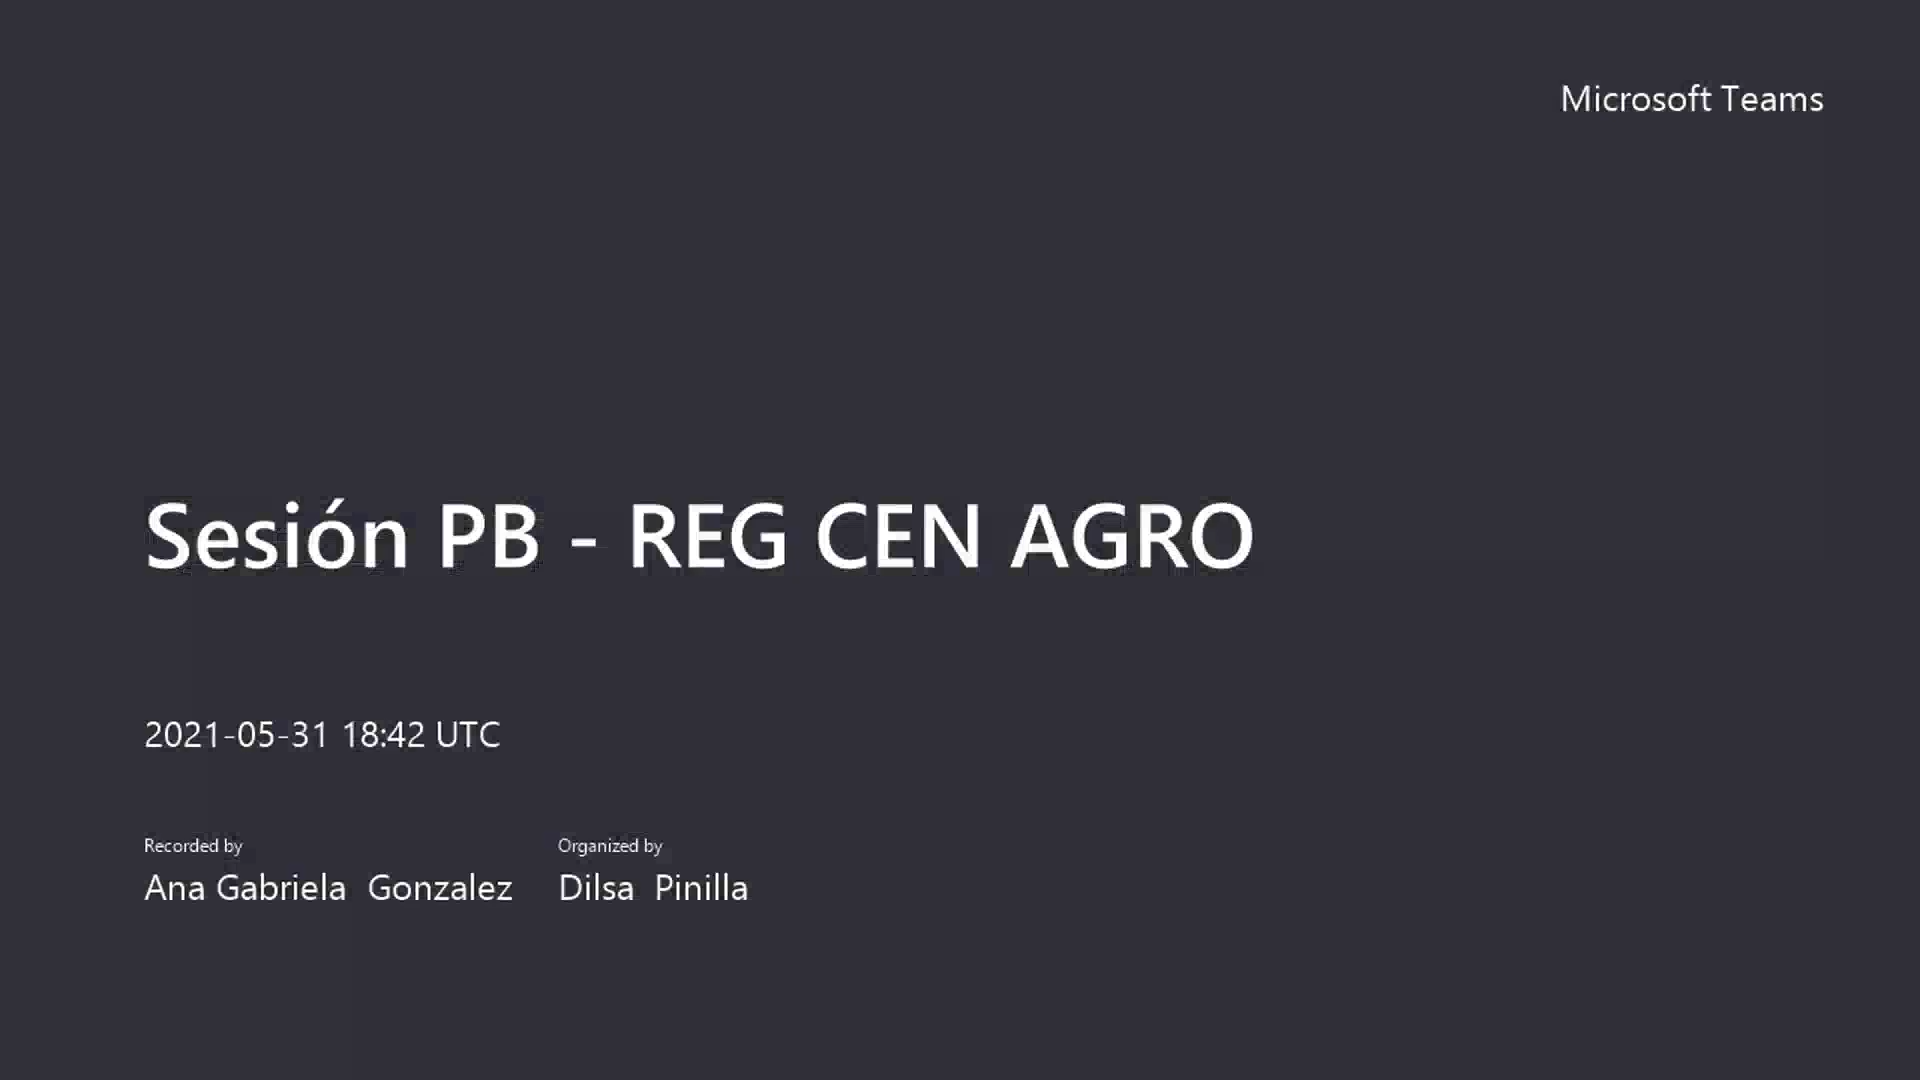 Microsoft Teams
Sesión PB - REG CEN AGRO
2021-05-31 18:42 UTC
Recorded by
Organized by
Ana Gabriela  Gonzalez
Dilsa  Pinilla